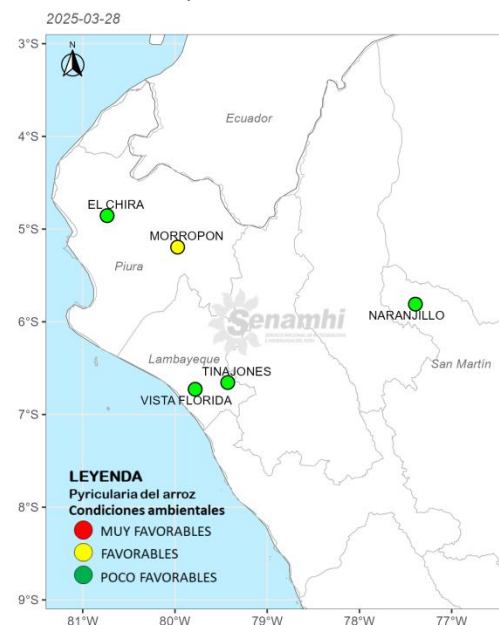 2025-03-28
N
3°S
4°S
5°S
6°S
7°S
8°S
9°S
Ecuador
EL CHIRA
MORROPON
Piura
NARANJILLO
Senamhi
Lambayeque
San Martín
TINAJONES
VISTA FLORIDA
LEYENDA
Pyricularia del arroz
Condiciones ambientales
MUY FAVORABLES
FAVORABLES
POCO FAVORABLES
81°W 80°W 79°W 78°W 77°W